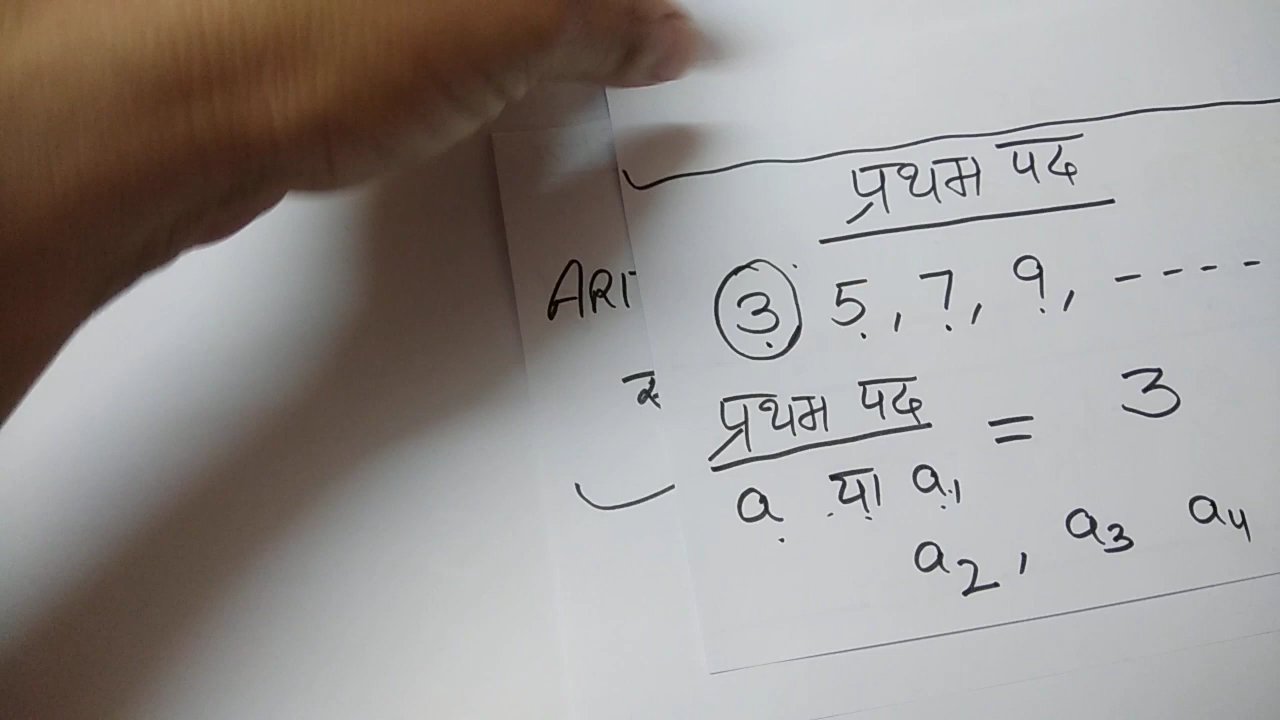 प्रथम पद
3 5, 7, 9, ----
प्रथम पद = 3
a या a1
a2, a3 a4
ARI